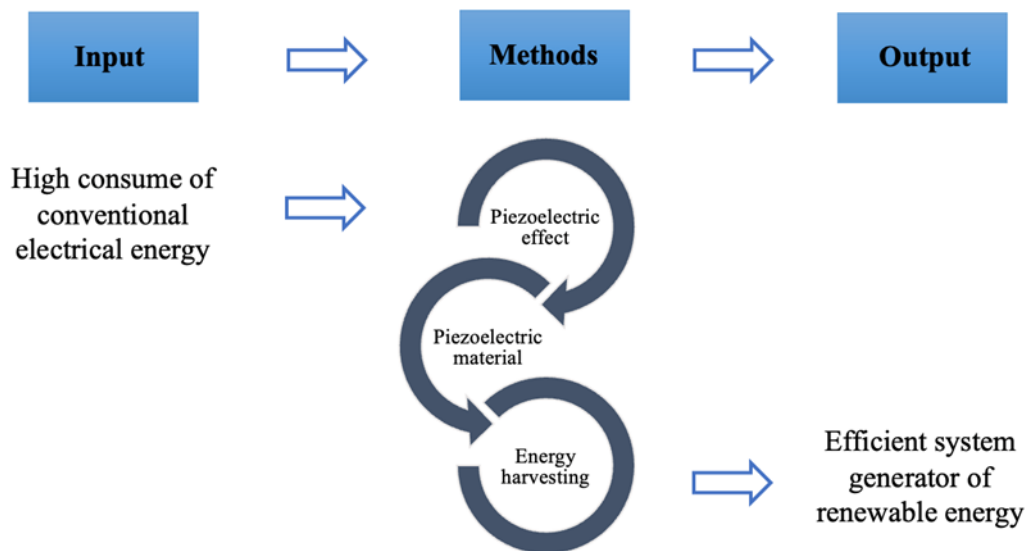 Input
Methods
Output
High consume of
conventional
electrical energy
Piezoelectric
effect
Piezoelectric
material
Energy
harvesting
Efficient system
generator of
renewable energy